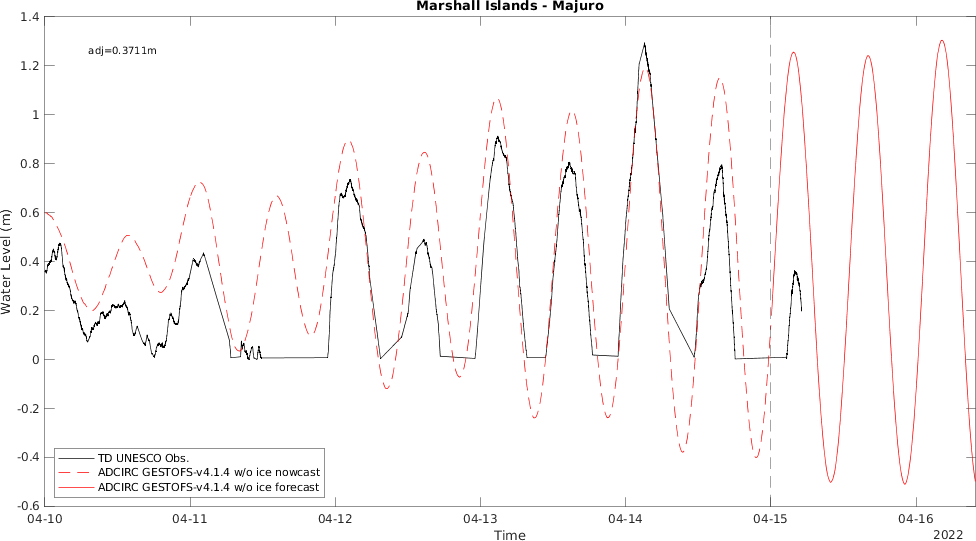 Marshall Islands - Majuro
adj=0.3711m
1.4
1.2
1
0.8
0.6
0.4
0.2
0
-0.2
-0.4
-0.6
Water Level (m)
TD UNESCO Obs.
ADCIRC GESTOFS-v4.1.4 w/o ice nowcast
ADCIRC GESTOFS-v4.1.4 w/o ice forecast
04-10 04-11 04-12 04-13 04-14 04-15 04-16
Time
2022